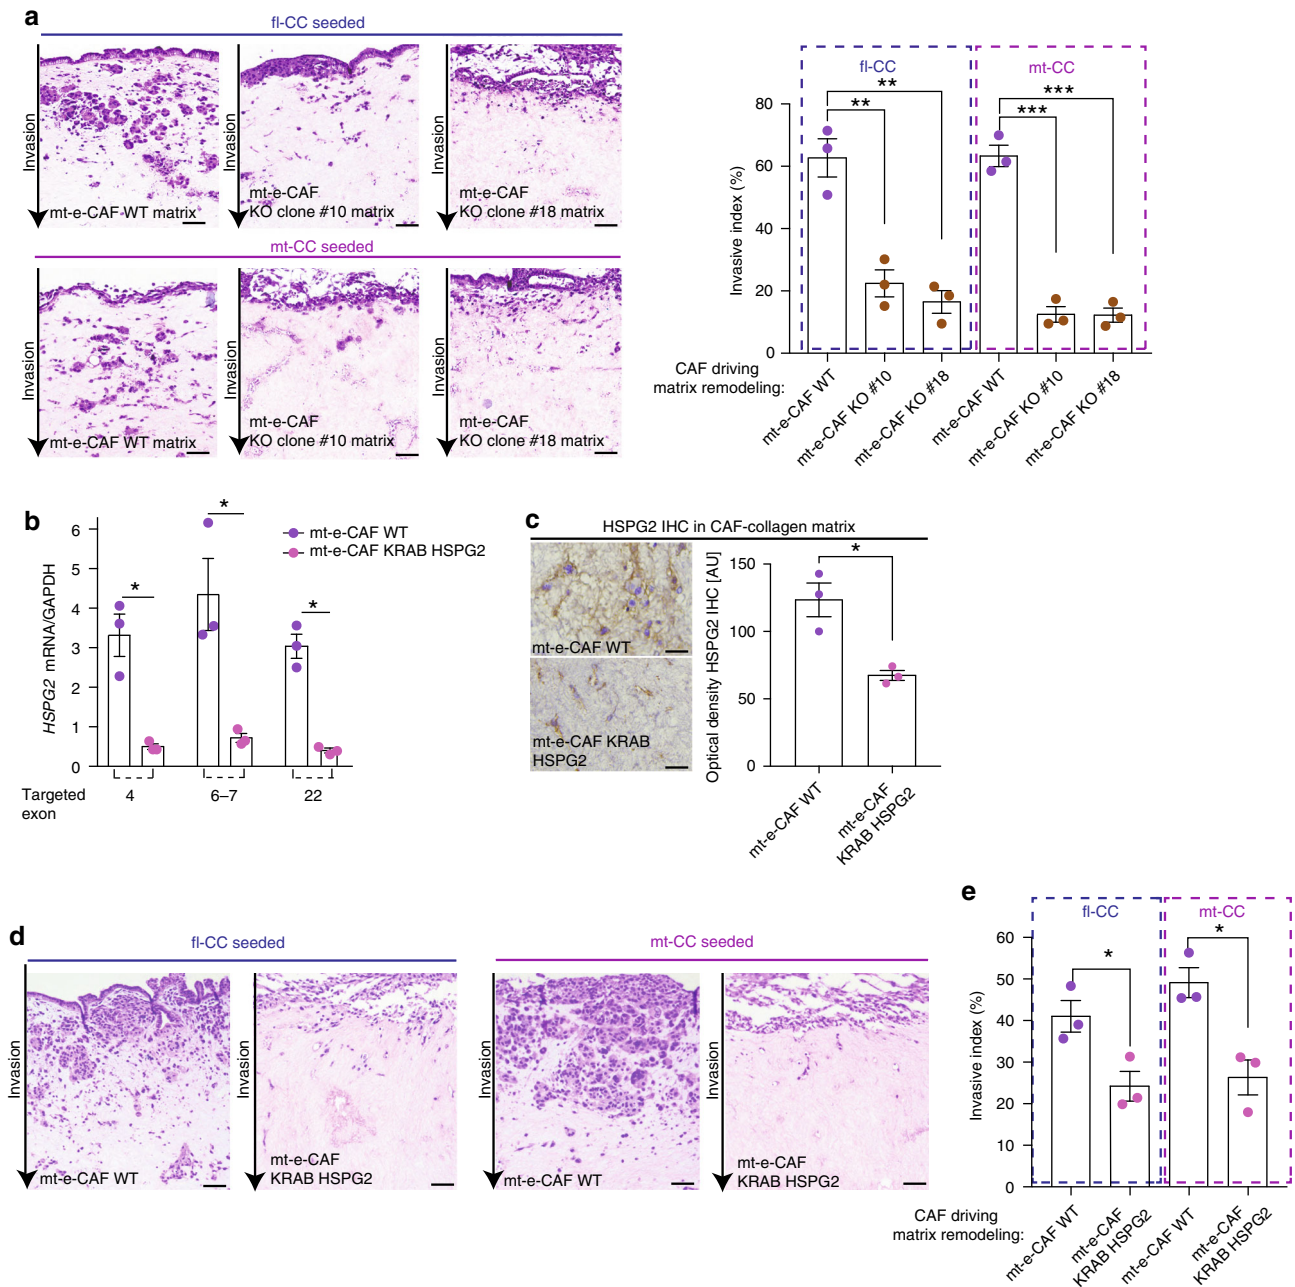 a
fl-CC seeded
Invasion
mt-e-CAF WT matrix
Invasion
mt-e-CAF
KO clone #10 matrix
Invasion
mt-e-CAF
KO clone #18 matrix
mt-CC seeded
Invasion
mt-e-CAF WT matrix
Invasion
mt-e-CAF
KO clone #10 matrix
Invasion
mt-e-CAF
KO clone #18 matrix
fl-CC
mt-CC
**
**
***
***
Invasive index (%)
80
60
40
20
0
CAF driving
matrix remodeling:
mt-e-CAF WT
mt-e-CAF KO #10
mt-e-CAF KO #18
mt-e-CAF WT
mt-e-CAF KO #10
mt-e-CAF KO #18
b
HSPG2 mRNA/GAPDH
6
5
4
3
2
1
0
*
*
*
mt-e-CAF WT
mt-e-CAF KRAB HSPG2
Targeted
exon
4
6–7
22
c
HSPG2 IHC in CAF-collagen matrix
mt-e-CAF WT
mt-e-CAF KRAB
HSPG2
Optical density HSPG2 IHC [AU]
150
100
50
0
*
mt-e-CAF WT
mt-e-CAF
KRAB HSPG2
d
fl-CC seeded
Invasion
mt-e-CAF WT
Invasion
mt-e-CAF
KRAB HSPG2
mt-CC seeded
Invasion
mt-e-CAF WT
Invasion
mt-e-CAF
KRAB HSPG2
e
fl-CC
mt-CC
*
*
Invasive index (%)
60
50
40
30
20
10
0
CAF driving
matrix remodeling:
mt-e-CAF WT
mt-e-CAF
KRAB HSPG2
mt-e-CAF WT
mt-e-CAF
KRAB HSPG2